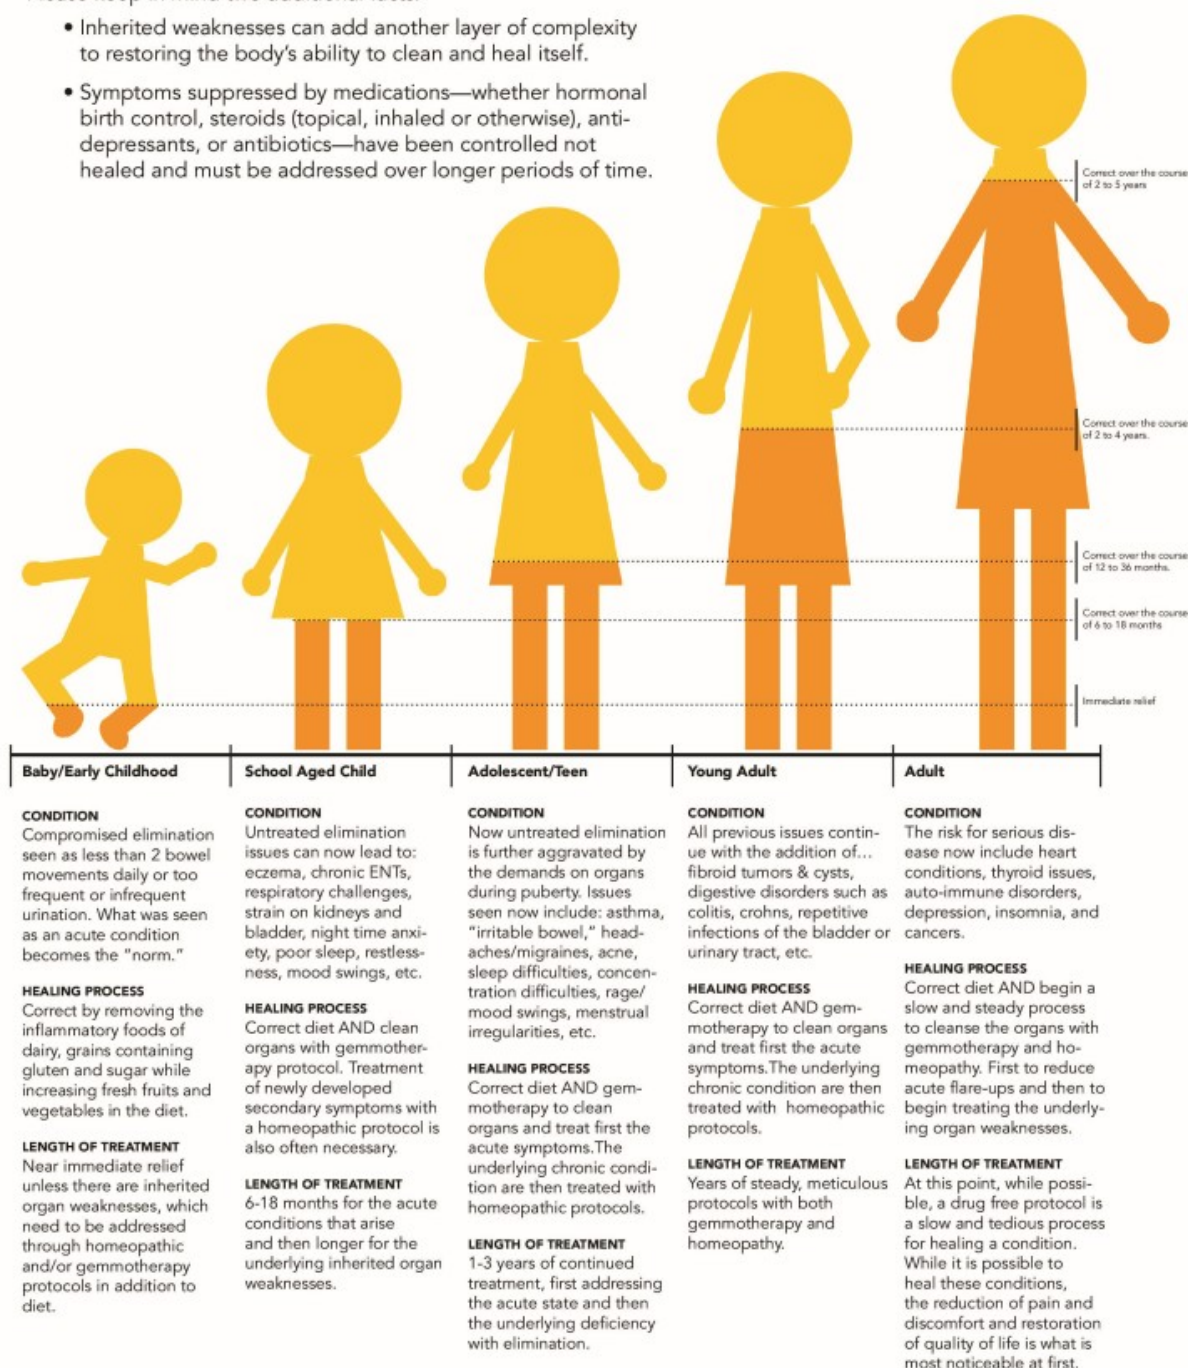 • Inherited weaknesses can add another layer of complexity
to restoring the body's ability to clean and heal itself.
• Symptoms suppressed by medications—whether hormonal
birth control, steroids (topical, inhaled or otherwise), anti-
depressants, or antibiotics—have been controlled not
healed and must be addressed over longer periods of time.
Correct over the course
of 2 to 5 years
Correct over the course
of 2 to 4 years.
Correct over the course
of 12 to 36 months.
Correct over the course
of 6 to 18 months
Immediate relief
Baby/Early Childhood
CONDITION
Compromised elimination
seen as less than 2 bowel
movements daily or too
frequent or infrequent
urination. What was seen
as an acute condition
becomes the "norm."
HEALING PROCESS
Correct by removing the
inflammatory foods of
dairy, grains containing
gluten and sugar while
increasing fresh fruits and
vegetables in the diet.
LENGTH OF TREATMENT
Near immediate relief
unless there are inherited
organ weaknesses, which
need to be addressed
through homeopathic
and/or gemmotherapy
protocols in addition to
diet.
School Aged Child
CONDITION
Untreated elimination
issues can now lead to:
eczema, chronic ENTs,
respiratory challenges,
strain on kidneys and
bladder, night time anxi-
ety, poor sleep, restless-
ness, mood swings, etc.
HEALING PROCESS
Correct diet AND clean
organs with gemmother-
apy protocol. Treatment
of newly developed
secondary symptoms with
a homeopathic protocol is
also often necessary.
LENGTH OF TREATMENT
6-18 months for the acute
conditions that arise
and then longer for the
underlying inherited organ
weaknesses.
Adolescent/Teen
CONDITION
Now untreated elimination
is further aggravated by
the demands on organs
during puberty. Issues
seen now include: asthma,
"irritable bowel," head-
aches/migraines, acne,
sleep difficulties, concen-
tration difficulties, rage/
mood swings, menstrual
irregularities, etc.
HEALING PROCESS
Correct diet AND gem-
motherapy to clean
organs and treat first the
acute symptoms.The
underlying chronic condi-
tion are then treated with
homeopathic protocols.
LENGTH OF TREATMENT
1-3 years of continued
treatment, first addressing
the acute state and then
the underlying deficiency
with elimination.
Young Adult
CONDITION
All previous issues contin-
ue with the addition of...
fibroid tumors & cysts,
digestive disorders such as
colitis, crohns, repetitive
infections of the bladder or
urinary tract, etc.
HEALING PROCESS
Correct diet AND gem-
motherapy to clean organs
and treat first the acute
symptoms.The underlying
chronic condition are then
treated with homeopathic
protocols.
LENGTH OF TREATMENT
Years of steady, meticulous
protocols with both
gemmotherapy and
homeopathy.
Adult
CONDITION
The risk for serious dis-
ease now include heart
conditions, thyroid issues,
auto-immune disorders,
depression, insomnia, and
cancers.
HEALING PROCESS
Correct diet AND begin a
slow and steady process
to cleanse the organs with
gemmotherapy and ho-
meopathy. First to reduce
acute flare-ups and then to
begin treating the underly-
ing organ weaknesses.
LENGTH OF TREATMENT
At this point, while possi-
ble, a drug free protocol is
a slow and tedious process
for healing a condition.
While it is possible to
heal these conditions,
the reduction of pain and
discomfort and restoration
of quality of life is what is
most noticeable at first.